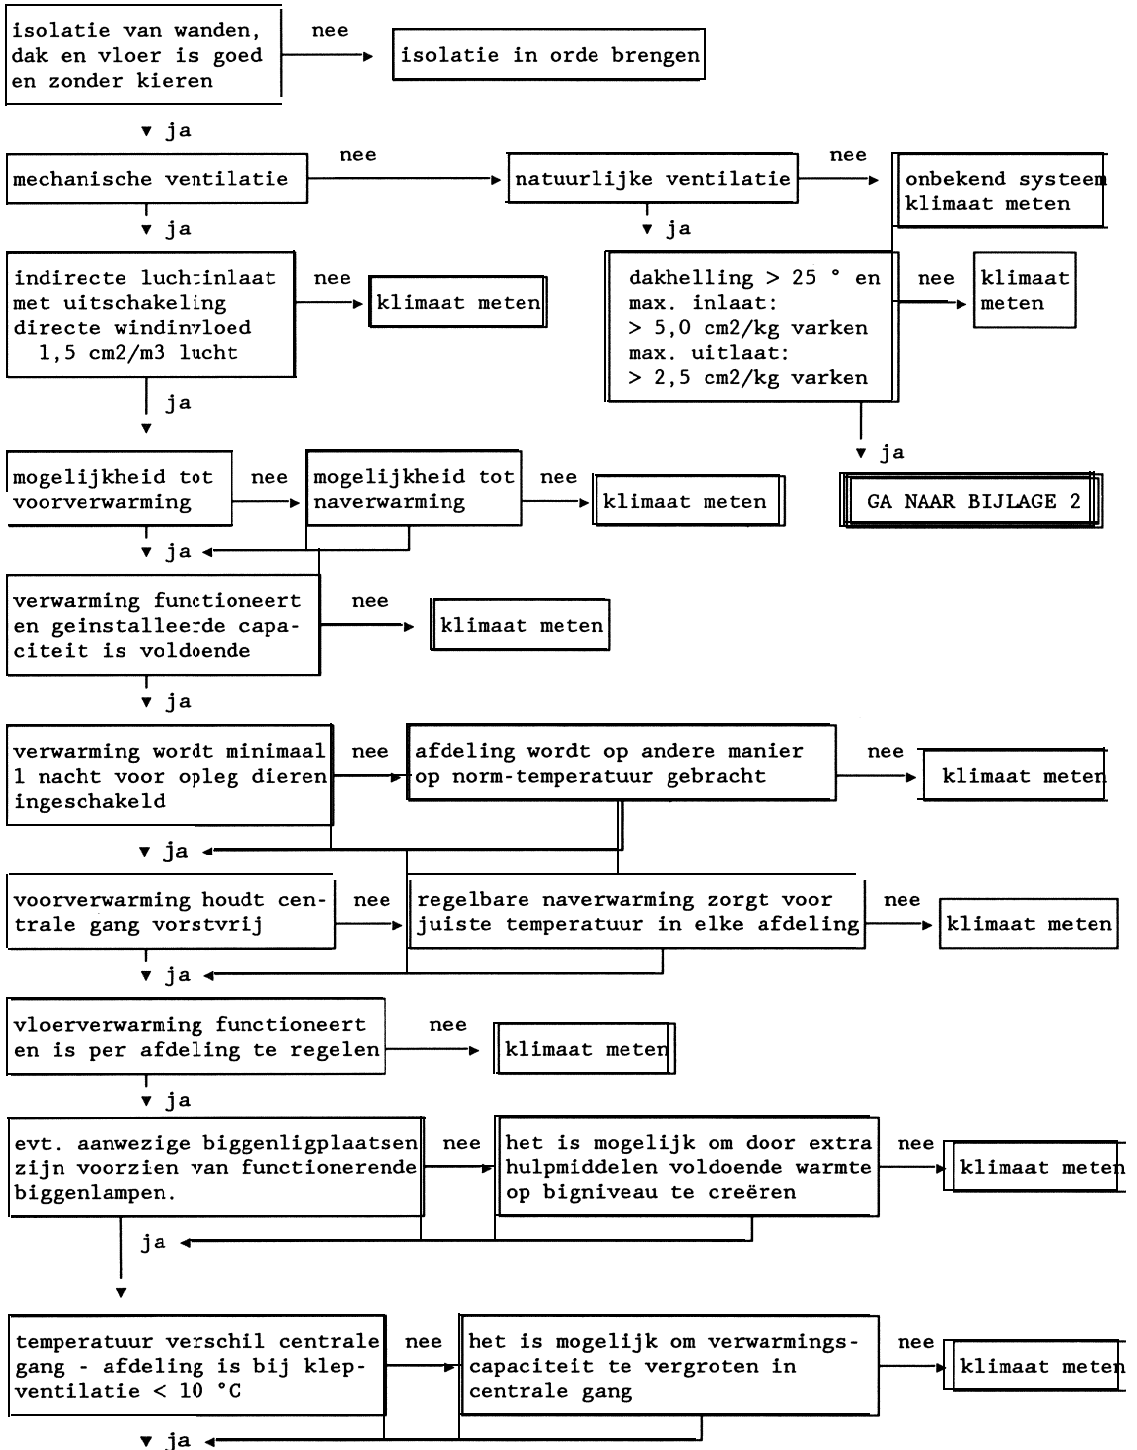 isolatie van wanden,
dak en vloer is goed
en zonder kieren
nee
isolatie in orde brengen
ja
mechanische ventilatie
nee
natuurlijke ventilatie
nee
onbekend systeem
klimaat meten
ja
ja
indirecte luchtinlaat
met uitschakeling
directe windinvloed
1,5 cm2/m3 lucht
nee
klimaat meten
dakhelling > 25 ° en
max. inlaat:
> 5,0 cm2/kg varken
max. uitlaat:
> 2,5 cm2/kg varken
nee
klimaat
meten
ja
ja
GA NAAR BIJLAGE 2
mogelijkheid tot
voorverwarming
nee
mogelijkheid tot
naverwarming
nee
klimaat meten
ja
verwarming functioneert
en geinstalleerde capa-
citeit is voldoende
nee
klimaat meten
ja
verwarming wordt minimaal
1 nacht voor opleg dieren
ingeschakeld
nee
afdeling wordt op andere manier
op norm-temperatuur gebracht
nee
klimaat meten
ja
voorverwarming houdt cen-
trale gang vorstvrij
nee
regelbare naverwarming zorgt voor
juiste temperatuur in elke afdeling
nee
klimaat meten
ja
vloerverwarming functioneert
en is per afdeling te regelen
nee
klimaat meten
ja
evt. aanwezige biggenligplaatsen
zijn voorzien van functionerende
biggenlampen.
nee
het is mogelijk om door extra
hulpmiddelen voldoende warmte
op bigniveau te creëren
nee
klimaat meten
ja
temperatuur verschil centrale
gang - afdeling is bij klep-
ventilatie < 10 °C
nee
het is mogelijk om verwarmings-
capaciteit te vergroten in
centrale gang
nee
klimaat meten
ja